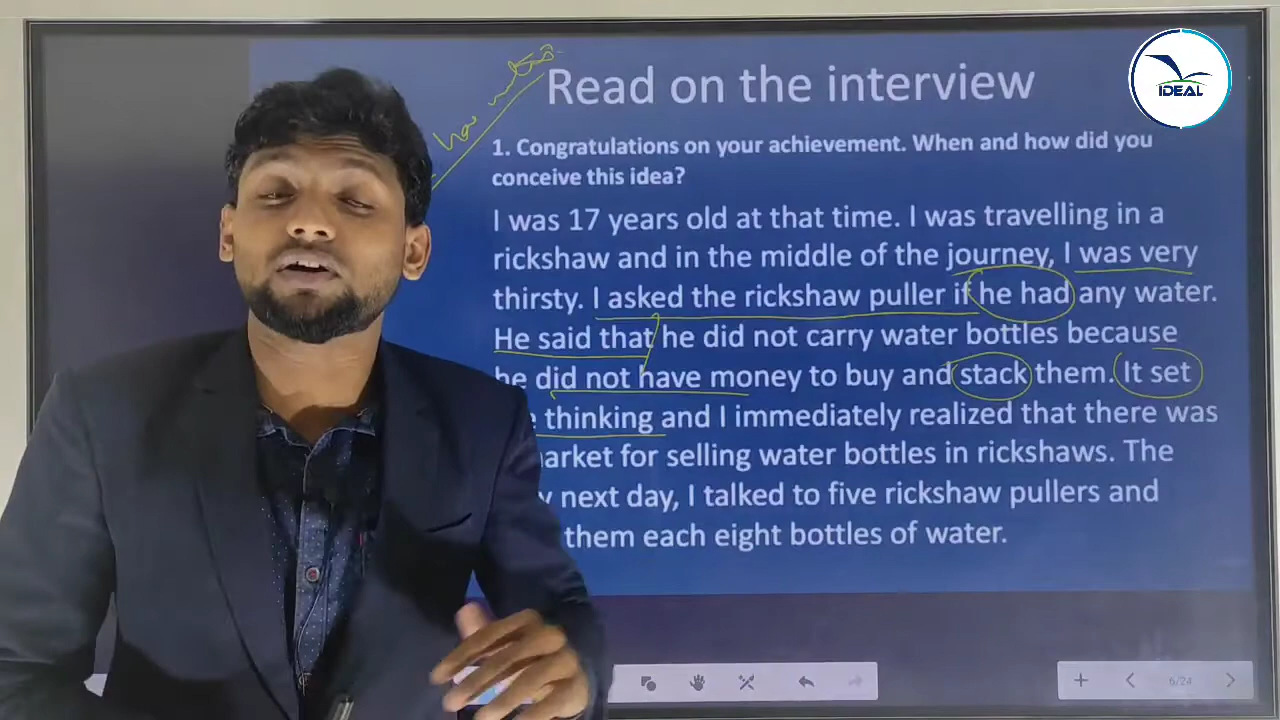 IDEAL
Read on the interview
1. Congratulations on your achievement. When and how did you
conceive this idea?
I was 17 years old at that time. I was travelling in a
rickshaw and in the middle of the journey, I was very
thirsty. I asked the rickshaw puller if he had any water.
He said that he did not carry water bottles because
he did not have money to buy and stack them. It set
thinking and I immediately realized that there was
market for selling water bottles in rickshaws. The
next day, I talked to five rickshaw pullers and
them each eight bottles of water.
6/24